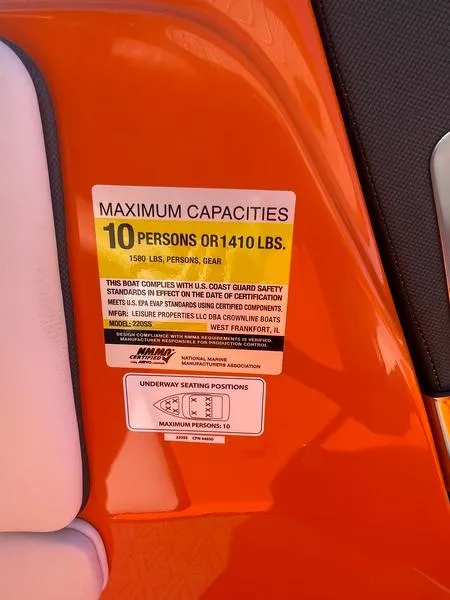 MAXIMUM CAPACITIES
10 PERSONS OR 1410 LBS.
1580 LBS, PERSONS, GEAR
THIS BOAT COMPLIES WITH U.S. COAST GUARD SAFETY
STANDARDS IN EFFECT ON THE DATE OF CERTIFICATION
MEETS U.S. EPA EVAP STANDARDS USING CERTIFIED COMPONENTS.
MFGR: LEISURE PROPERTIES LLC DBA CROWNLINE BOATS
MODEL: 220SS WEST FRANKFORT, IL
DESIGN COMPLIANCE WITH NMMA REQUIREMENTS IS VERIFIED.
MANUFACTURER RESPONSIBLE FOR PRODUCTION CONTROL.
NMMA
CERTIFIED
NATIONAL MARINE
MANUFACTURERS ASSOCIATION
UNDERWAY SEATING POSITIONS
MAXIMUM PERSONS: 10
220SS CPN